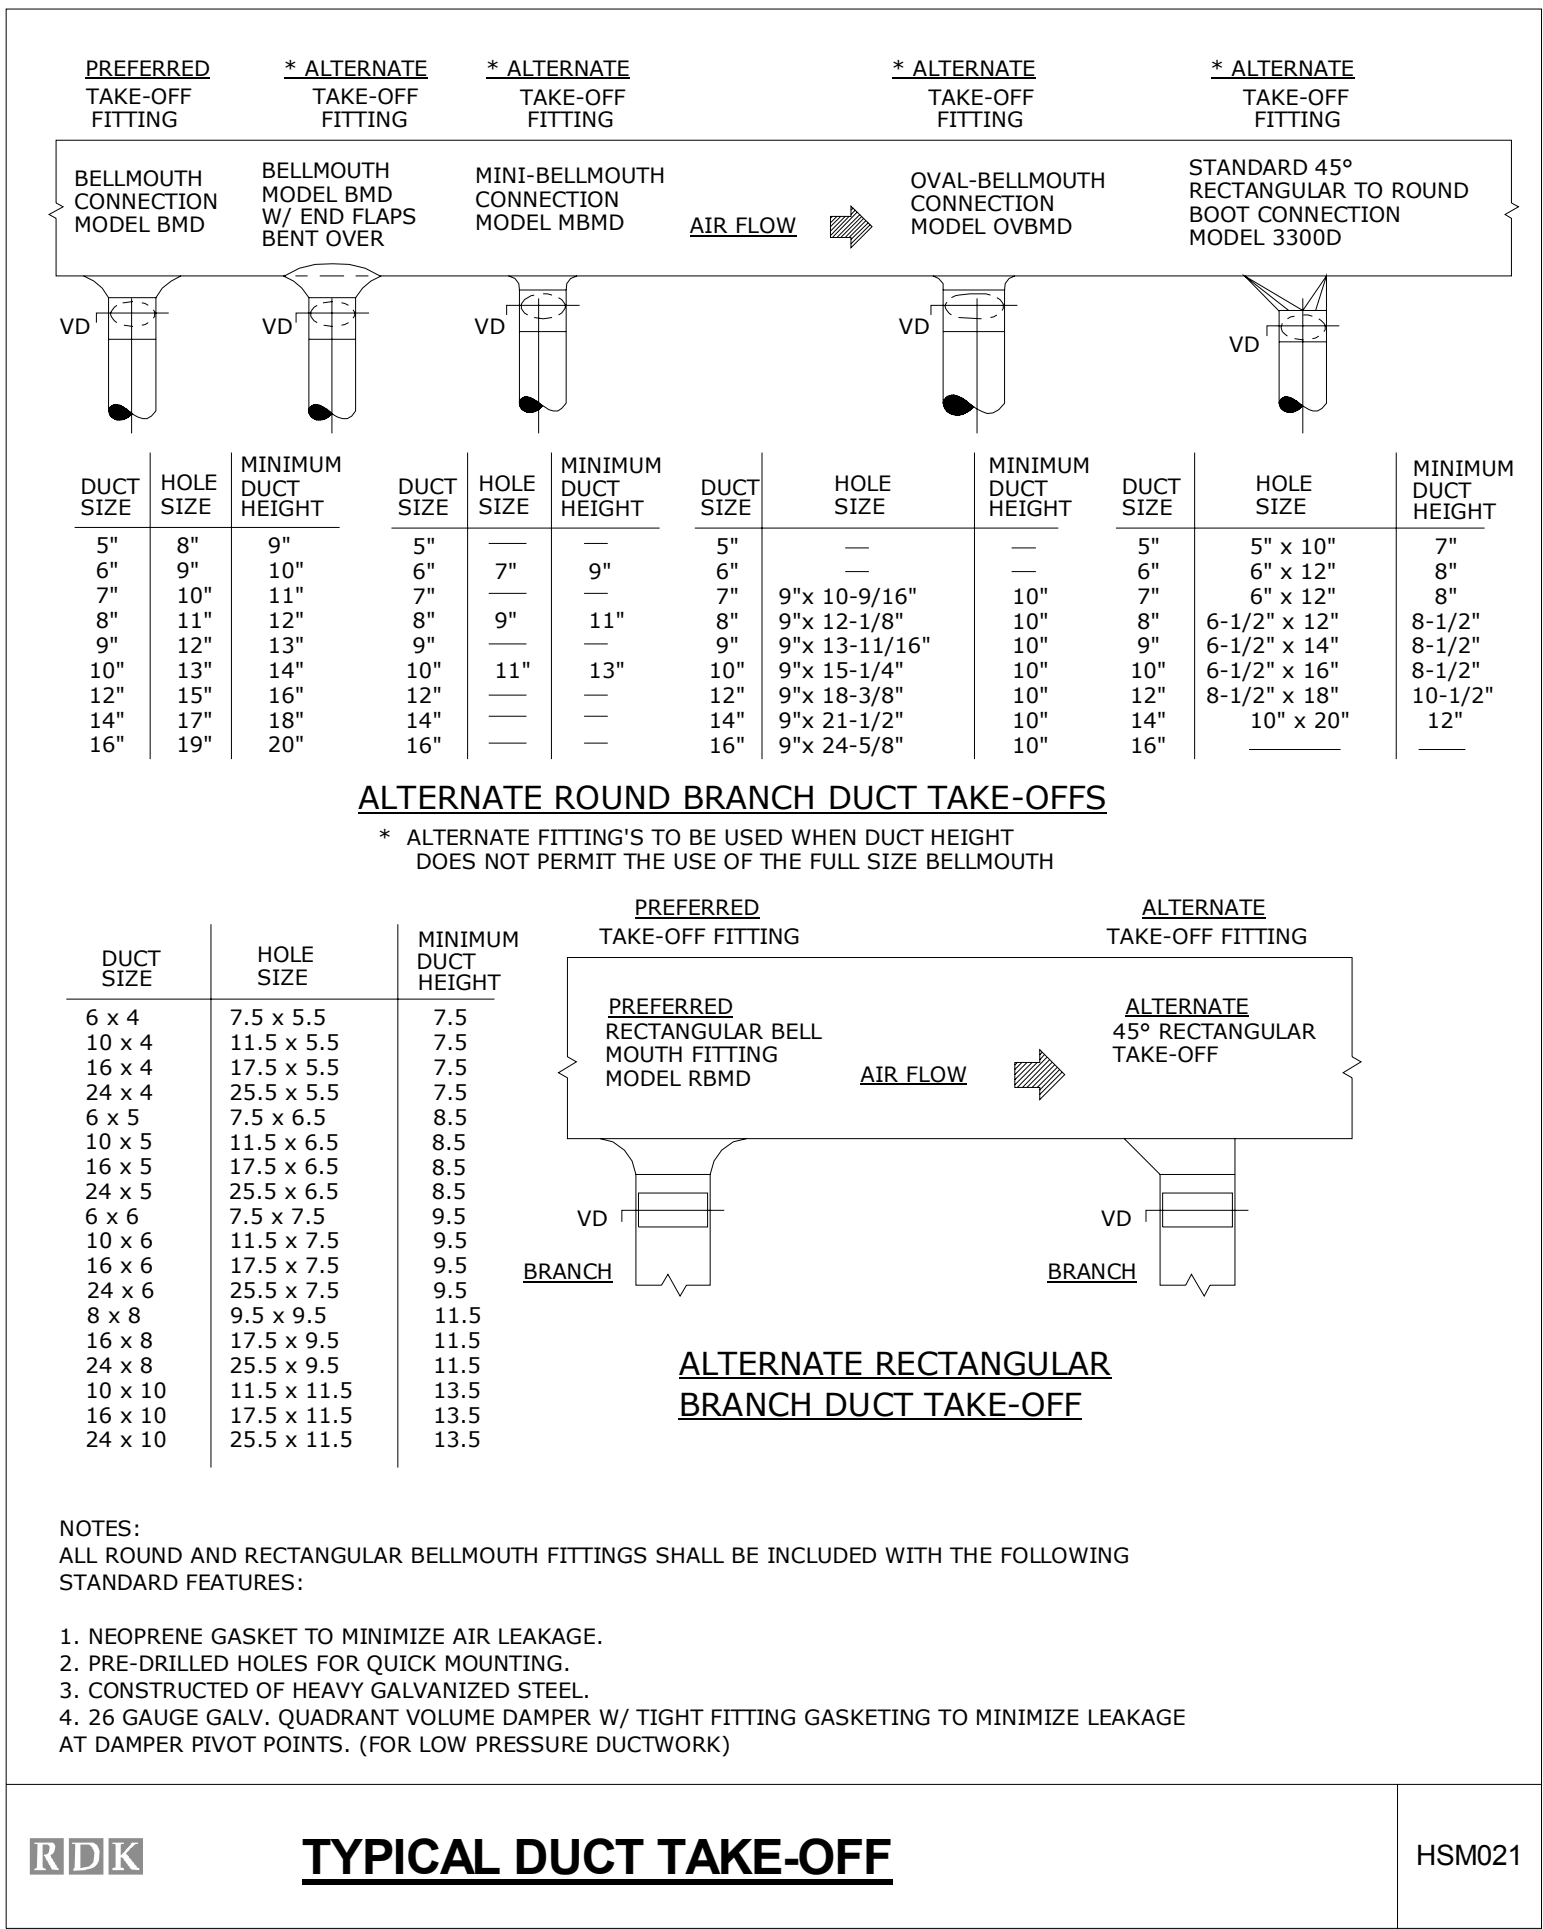 PREFERRED
TAKE-OFF
FITTING
* ALTERNATE
TAKE-OFF
FITTING
* ALTERNATE
TAKE-OFF
FITTING
* ALTERNATE
TAKE-OFF
FITTING
* ALTERNATE
TAKE-OFF
FITTING
BELLMOUTH
CONNECTION
MODEL BMD
BELLMOUTH
MODEL BMD
W/ END FLAPS
BENT OVER
MINI-BELLMOUTH
CONNECTION
MODEL MBMD
AIR FLOW
OVAL-BELLMOUTH
CONNECTION
MODEL OVBMD
STANDARD 45°
RECTANGULAR TO ROUND
BOOT CONNECTION
MODEL 3300D
VD
VD
VD
VD
VD
DUCT SIZE HOLE SIZE MINIMUM DUCT HEIGHT
5" 8" 9"
6" 9" 10"
7" 10" 11"
8" 11" 12"
9" 12" 13"
10" 13" 14"
12" 15" 16"
14" 17" 18"
16" 19" 20"
DUCT SIZE HOLE SIZE MINIMUM DUCT HEIGHT
5" — —
6" 7" 9"
7" — —
8" 9" 11"
9" — —
10" 11" 13"
12" — —
14" — —
16" — —
DUCT SIZE HOLE SIZE MINIMUM DUCT HEIGHT
5" — —
6" — —
7" 9"x 10-9/16" 10"
8" 9"x 12-1/8" 10"
9" 9"x 13-11/16" 10"
10" 9"x 15-1/4" 10"
12" 9"x 18-3/8" 10"
14" 9"x 21-1/2" 10"
16" 9"x 24-5/8" 10"
DUCT SIZE HOLE SIZE MINIMUM DUCT HEIGHT
5" 5" x 10" 7"
6" 6" x 12" 8"
7" 6" x 12" 8"
8" 6-1/2" x 12" 8-1/2"
9" 6-1/2" x 14" 8-1/2"
10" 6-1/2" x 16" 8-1/2"
12" 8-1/2" x 18" 10-1/2"
14" 10" x 20" 12"
16" — —
ALTERNATE ROUND BRANCH DUCT TAKE-OFFS
* ALTERNATE FITTING'S TO BE USED WHEN DUCT HEIGHT
DOES NOT PERMIT THE USE OF THE FULL SIZE BELLMOUTH
DUCT SIZE HOLE SIZE MINIMUM DUCT HEIGHT
6 x 4 7.5 x 5.5 7.5
10 x 4 11.5 x 5.5 7.5
16 x 4 17.5 x 5.5 7.5
24 x 4 25.5 x 5.5 7.5
6 x 5 7.5 x 6.5 8.5
10 x 5 11.5 x 6.5 8.5
16 x 5 17.5 x 6.5 8.5
24 x 5 25.5 x 6.5 8.5
6 x 6 7.5 x 7.5 9.5
10 x 6 11.5 x 7.5 9.5
16 x 6 17.5 x 7.5 9.5
24 x 6 25.5 x 7.5 9.5
8 x 8 9.5 x 9.5 11.5
16 x 8 17.5 x 9.5 11.5
24 x 8 25.5 x 9.5 11.5
10 x 10 11.5 x 11.5 13.5
16 x 10 17.5 x 11.5 13.5
24 x 10 25.5 x 11.5 13.5
PREFERRED
TAKE-OFF FITTING
ALTERNATE
TAKE-OFF FITTING
PREFERRED
RECTANGULAR BELL
MOUTH FITTING
MODEL RBMD
AIR FLOW
ALTERNATE
45° RECTANGULAR
TAKE-OFF
VD
BRANCH
VD
BRANCH
ALTERNATE RECTANGULAR
BRANCH DUCT TAKE-OFF
NOTES:
ALL ROUND AND RECTANGULAR BELLMOUTH FITTINGS SHALL BE INCLUDED WITH THE FOLLOWING
STANDARD FEATURES:
1. NEOPRENE GASKET TO MINIMIZE AIR LEAKAGE.
2. PRE-DRILLED HOLES FOR QUICK MOUNTING.
3. CONSTRUCTED OF HEAVY GALVANIZED STEEL.
4. 26 GAUGE GALV. QUADRANT VOLUME DAMPER W/ TIGHT FITTING GASKETING TO MINIMIZE LEAKAGE
AT DAMPER PIVOT POINTS. (FOR LOW PRESSURE DUCTWORK)
RDK
TYPICAL DUCT TAKE-OFF
HSM021